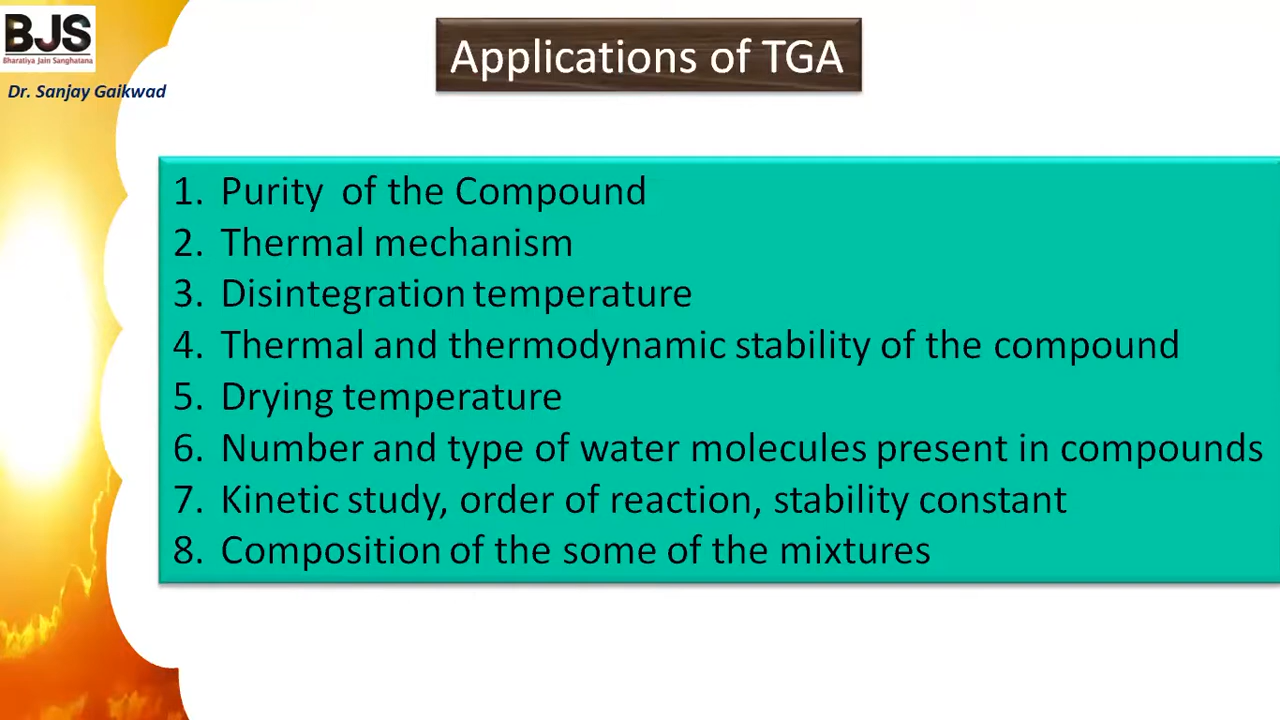 BJS
Bharatiya Jain Sanghatana
Dr. Sanjay Gaikwad
Applications of TGA
1. Purity of the Compound
2. Thermal mechanism
3. Disintegration temperature
4. Thermal and thermodynamic stability of the compound
5. Drying temperature
6. Number and type of water molecules present in compounds
7. Kinetic study, order of reaction, stability constant
8. Composition of the some of the mixtures